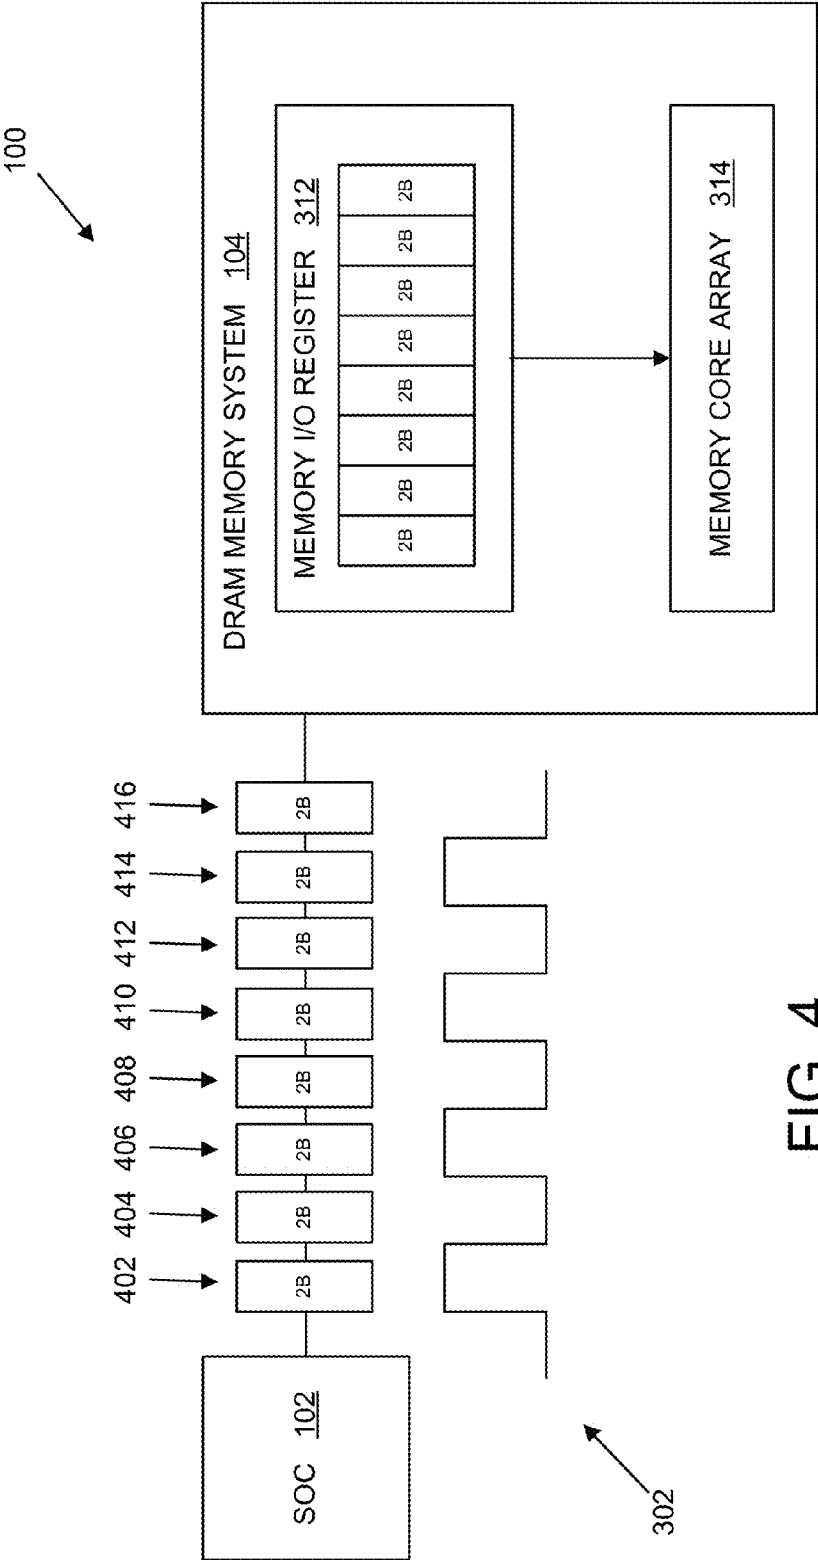 100
DRAM MEMORY SYSTEM 104
MEMORY I/O REGISTER 312
2B 2B 2B 2B 2B 2B 2B 2B
MEMORY CORE ARRAY 314
402 404 406 408 410 412 414 416
2B 2B 2B 2B 2B 2B 2B 2B
SOC 102
302
FIG. 4